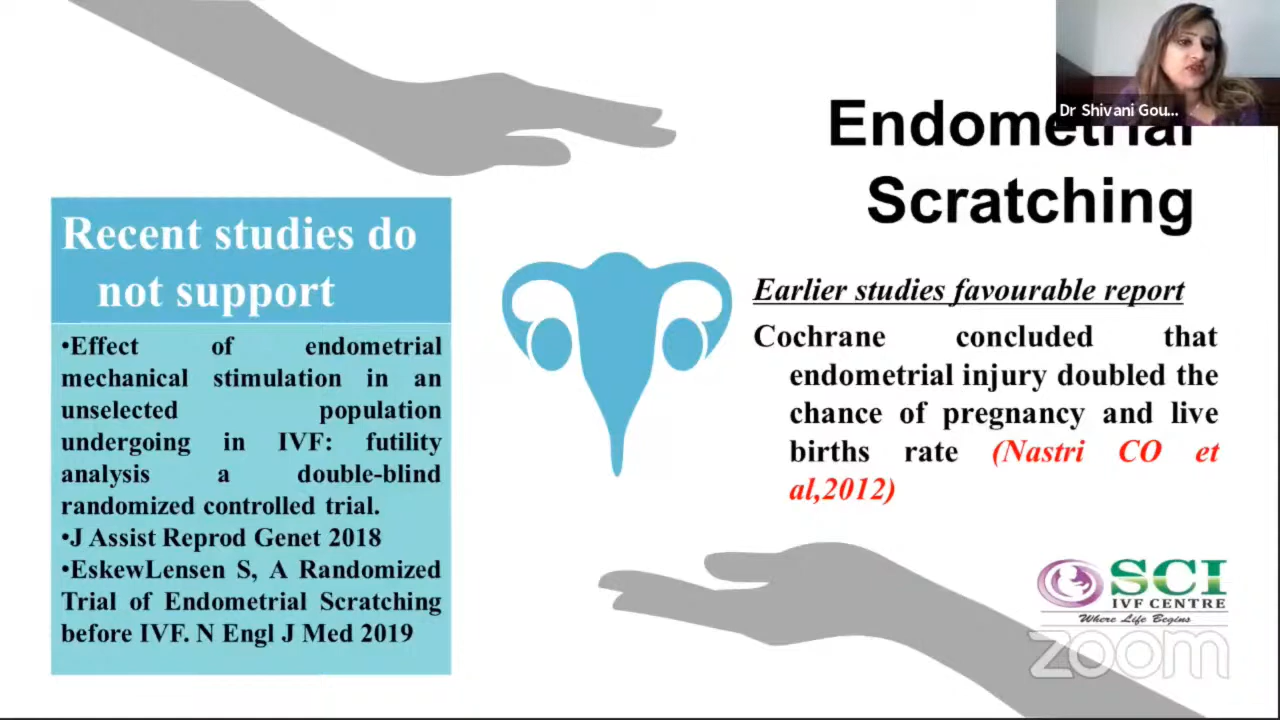 Dr Shivani Gou...
Endometrial
Scratching
Recent studies do
not support
•Effect of endometrial
mechanical stimulation in an
unselected population
undergoing in IVF: futility
analysis a double-blind
randomized controlled trial.
•J Assist Reprod Genet 2018
•EskewLensen S, A Randomized
Trial of Endometrial Scratching
before IVF. N Engl J Med 2019
Earlier studies favourable report
Cochrane concluded that
endometrial injury doubled the
chance of pregnancy and live
births rate (Nastri CO et
al,2012)
SCI
IVF CENTRE
Where Life Begins
zoom